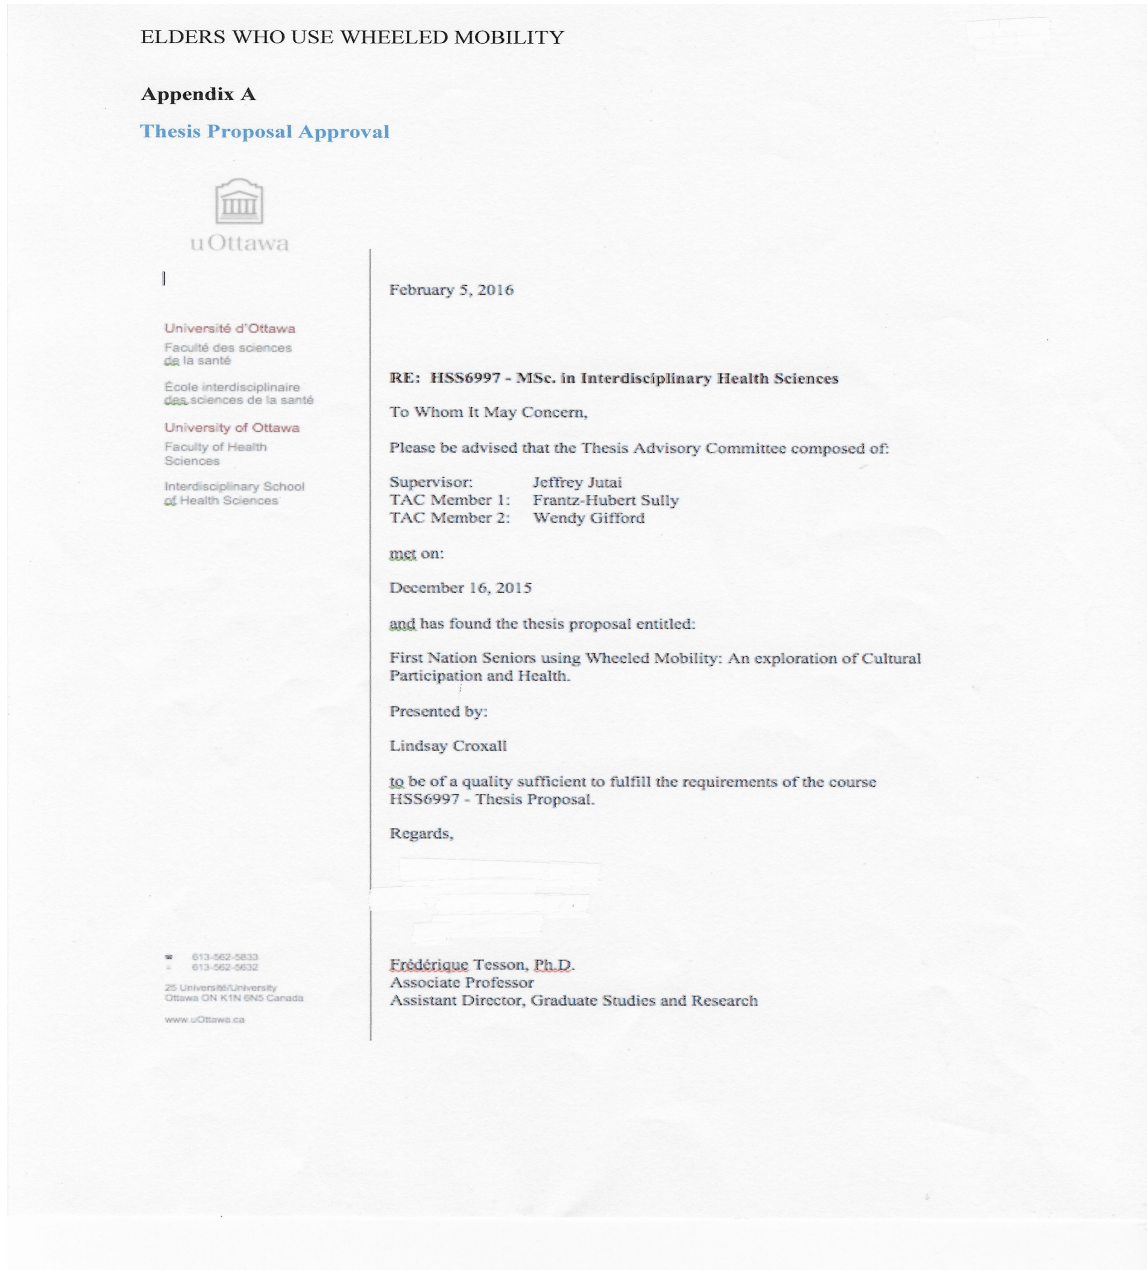 ELDERS WHO USE WHEELED MOBILITY
Appendix A
Thesis Proposal Approval
uOttawa
Université d'Ottawa
Faculté des sciences
de la santé
École interdisciplinaire
des sciences de la santé
University of Ottawa
Faculty of Health
Sciences
Interdisciplinary School
of Health Sciences
February 5, 2016
RE: HSS6997 - MSc. in Interdisciplinary Health Sciences
To Whom It May Concern,
Please be advised that the Thesis Advisory Committee composed of:
Supervisor: Jeffrey Jutai
TAC Member 1: Frantz-Hubert Sully
TAC Member 2: Wendy Gifford
met on:
December 16, 2015
and has found the thesis proposal entitled:
First Nation Seniors using Wheeled Mobility: An exploration of Cultural
Participation and Health.
Presented by:
Lindsay Croxall
to be of a quality sufficient to fulfill the requirements of the course
HSS6997 - Thesis Proposal.
Regards,
Frédérique Tesson, Ph.D.
Associate Professor
Assistant Director, Graduate Studies and Research
613-562-5833
613-562-5632
25 Université/University
Ottawa ON K1N 6N5 Canada
www.uOttawa.ca